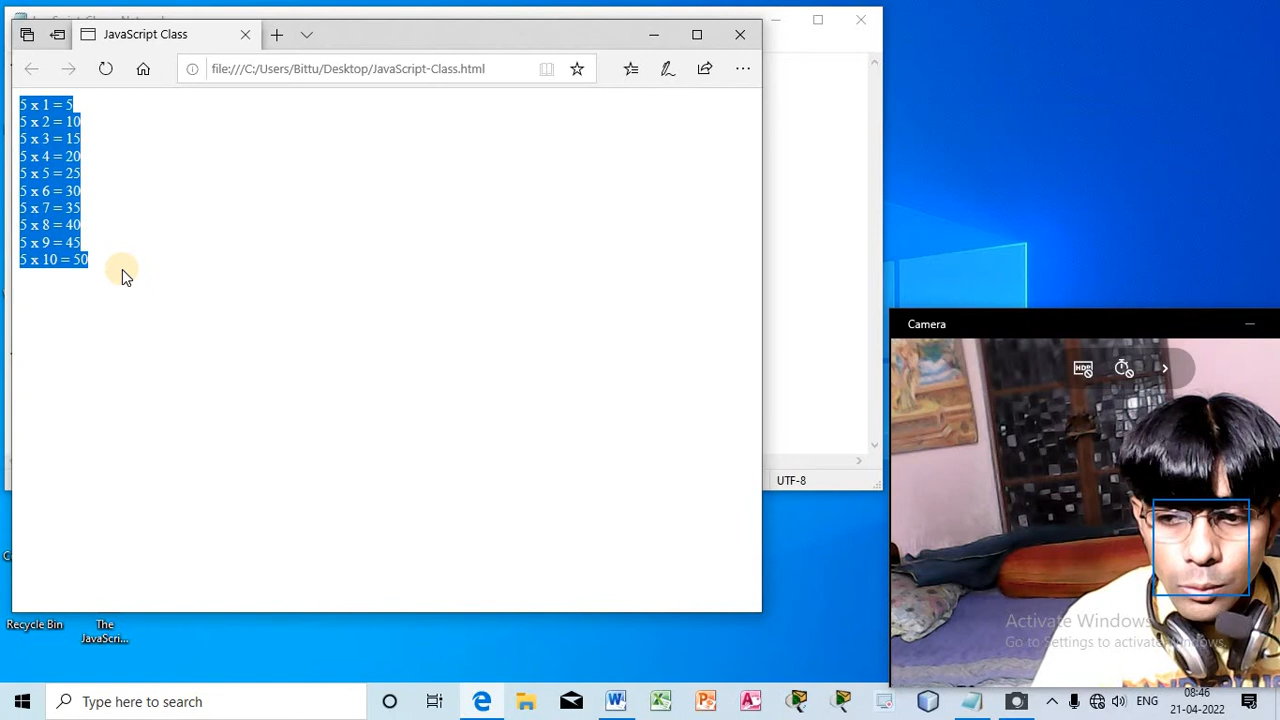 JavaScript Class
file:///C:/Users/Bittu/Desktop/JavaScript-Class.html
5 x 1 = 5
5 x 2 = 10
5 x 3 = 15
5 x 4 = 20
5 x 5 = 25
5 x 6 = 30
5 x 7 = 35
5 x 8 = 40
5 x 9 = 45
5 x 10 = 50
UTF-8
Camera
HDR
Activate Windows
Go to Settings to activate Windows.
Recycle Bin
The
JavaScri...
Type here to search
ENG
08:46
21-04-2022